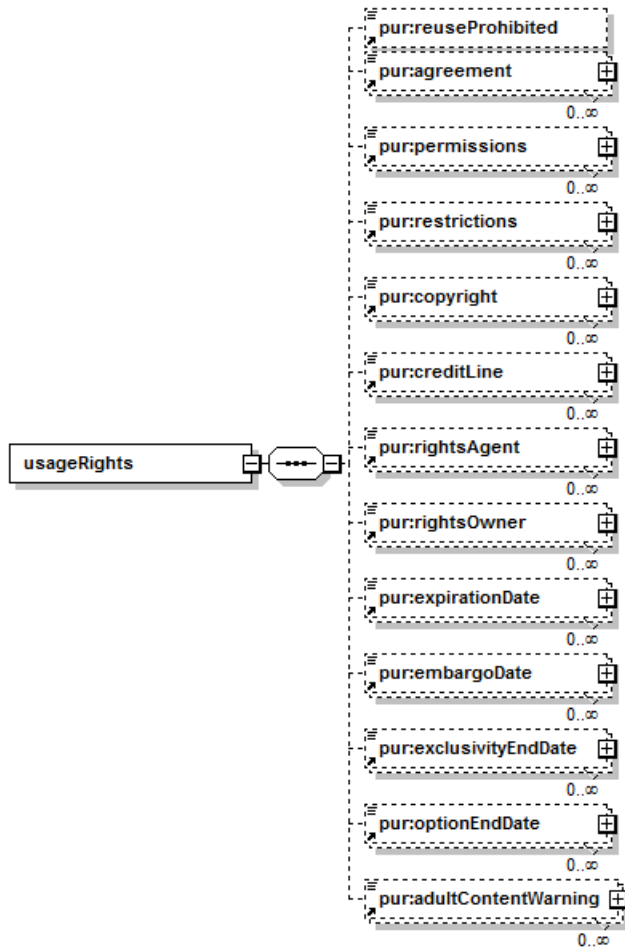 pur:reuseProhibited
pur:agreement
0..∞
pur:permissions
0..∞
pur:restrictions
0..∞
pur:copyright
0..∞
pur:creditLine
0..∞
usageRights
pur:rightsAgent
0..∞
pur:rightsOwner
0..∞
pur:expirationDate
0..∞
pur:embargoDate
0..∞
pur:exclusivityEndDate
0..∞
pur:optionEndDate
0..∞
pur:adultContentWarning
0..∞